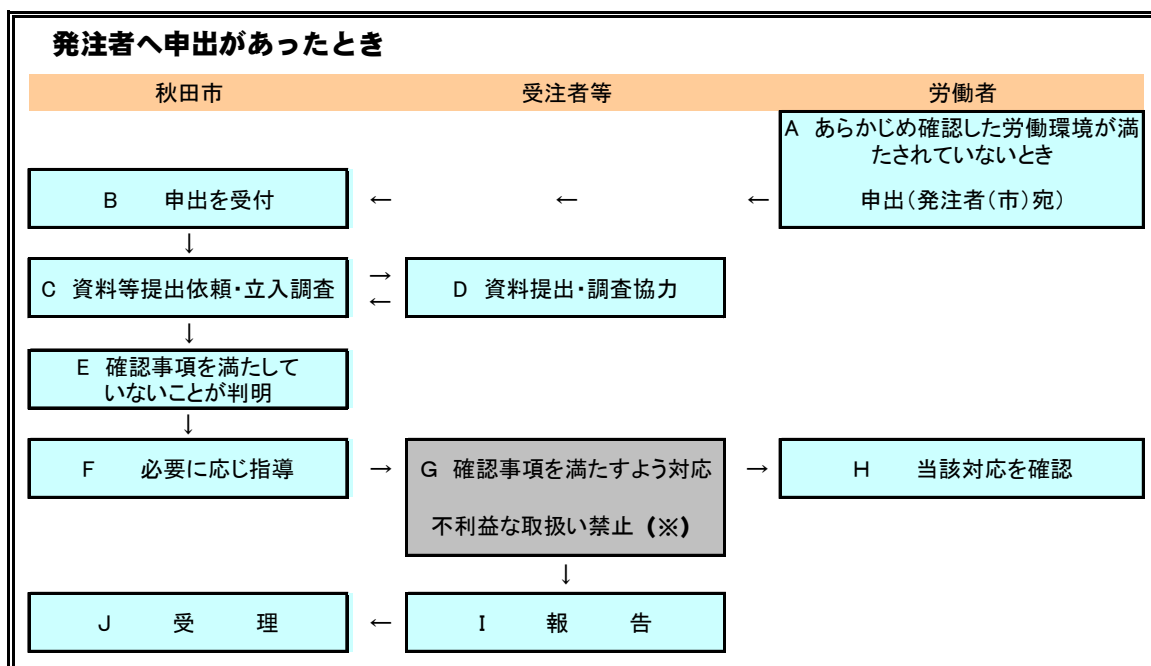 発注者へ申出があったとき
秋田市 受注者等 労働者
A あらかじめ確認した労働環境が満
たされていないとき
申出(発注者(市)宛)
B 申出を受付 ← ← ←
↓
C 資料等提出依頼・立入調査 → ← D 資料提出・調査協力
↓
E 確認事項を満たして
いないことが判明
↓
F 必要に応じ指導 → G 確認事項を満たすよう対応 → H 当該対応を確認
不利益な取扱い禁止 (※)
↓
J 受 理 ← I 報 告